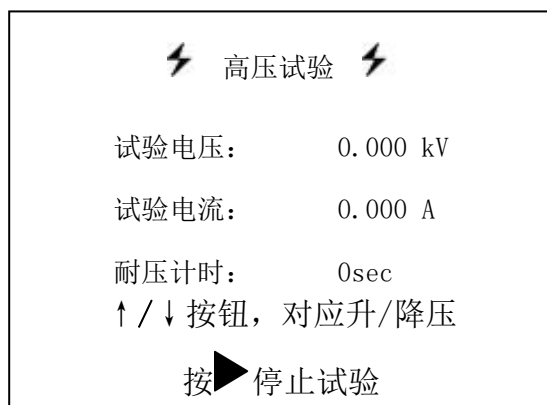 高压试验
试验电压： 0.000 kV
试验电流： 0.000 A
耐压计时： 0sec
↑/↓按钮，对应升/降压
按▶停止试验